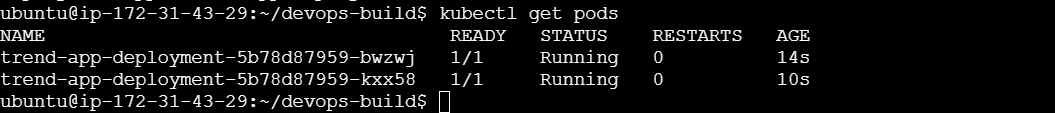 ubuntu@ip-172-31-43-29:~/devops-build$ kubectl get pods
NAME READY STATUS RESTARTS AGE
trend-app-deployment-5b78d87959-bwzwj 1/1 Running 0 14s
trend-app-deployment-5b78d87959-kxx58 1/1 Running 0 10s
ubuntu@ip-172-31-43-29:~/devops-build$